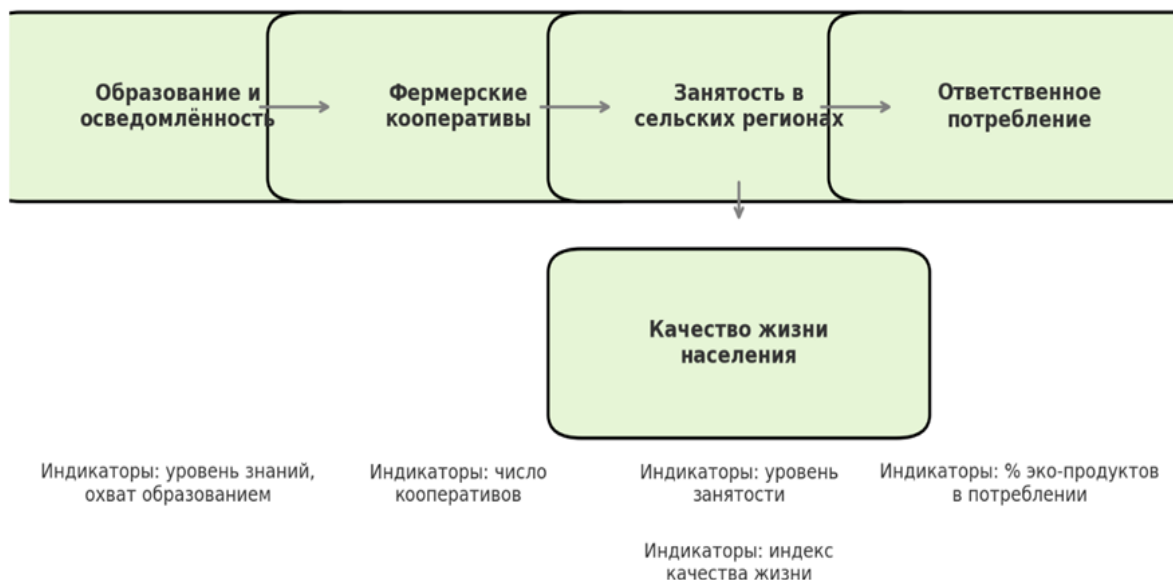 Образование и
осведомлённость
Фермерские
кооперативы
Занятость в
сельских регионах
Ответственное
потребление
Качество жизни
населения
Индикаторы: уровень знаний,
охват образованием
Индикаторы: число
кооперативов
Индикаторы: уровень
занятости
Индикаторы: % эко-продуктов
в потреблении
Индикаторы: индекс
качества жизни